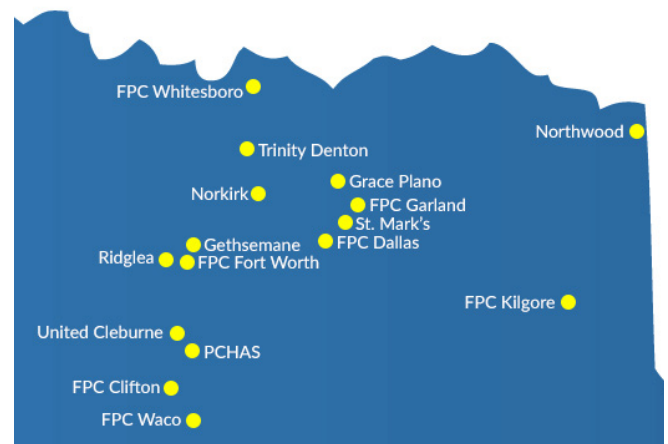 FPC Whitesboro
Northwood
Trinity Denton
Grace Plano
Norkirk
FPC Garland
St. Mark's
Gethsemane
FPC Dallas
Ridglea
FPC Fort Worth
FPC Kilgore
United Cleburne
PCHAS
FPC Clifton
FPC Waco